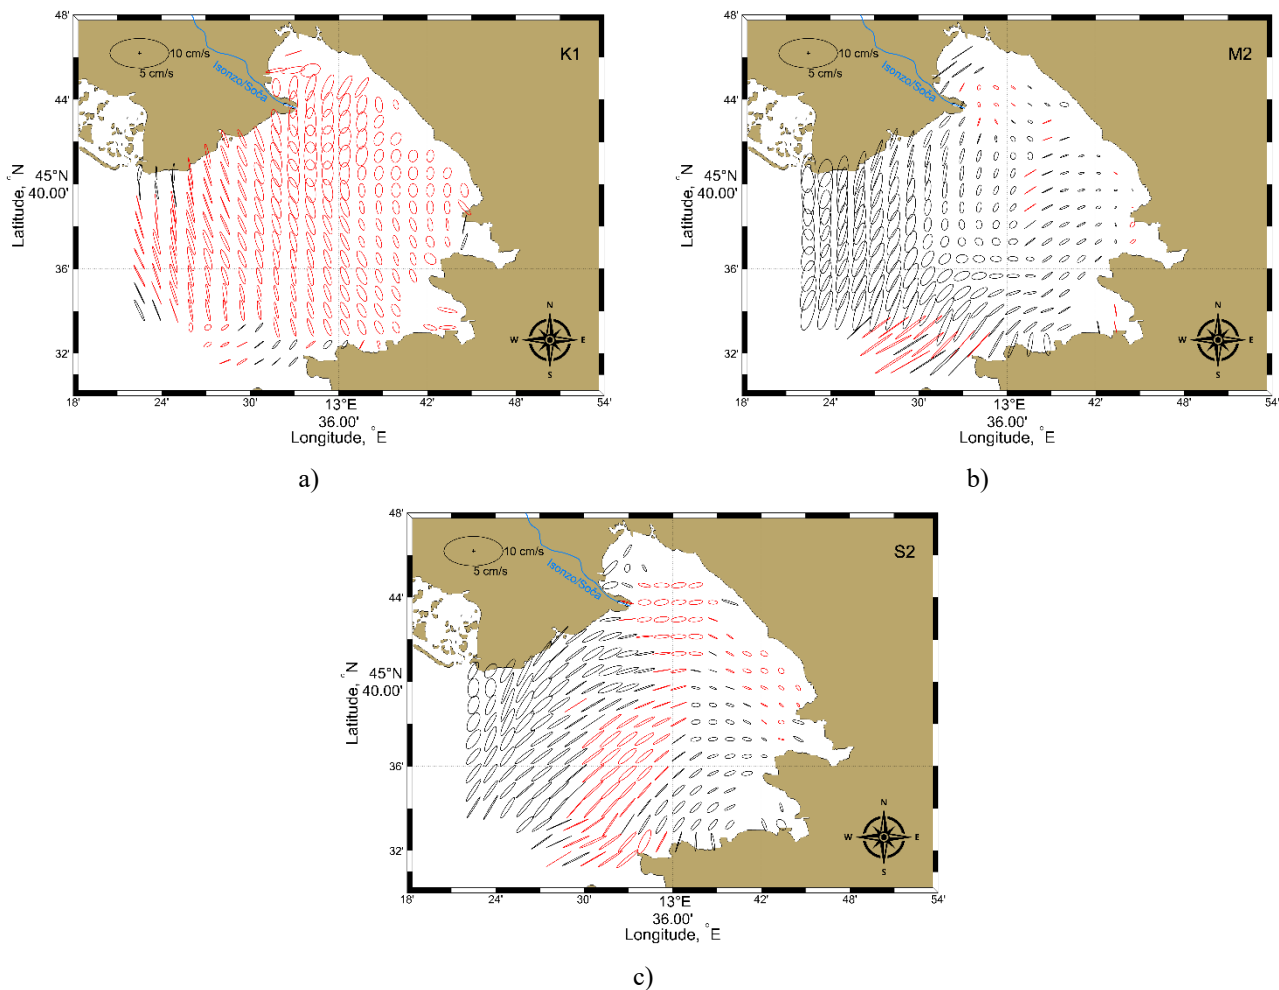 48'
10 cm/s
5 cm/s
Isonzo/Soča
K1
44'
45°N
40.00'
Latitude, °N
36'
32'
N
W
E
S
18'
24'
30'
13°E
36.00'
42'
48'
54'
Longitude, °E
a)
48'
10 cm/s
5 cm/s
Isonzo/Soča
M2
44'
45°N
40.00'
Latitude, °N
36'
32'
N
W
E
S
18'
24'
30'
13°E
36.00'
42'
48'
54'
Longitude, °E
b)
48'
10 cm/s
5 cm/s
Isonzo/Soča
S2
44'
45°N
40.00'
Latitude, °N
36'
32'
N
W
E
S
18'
24'
30'
13°E
36.00'
42'
48'
54'
Longitude, °E
c)